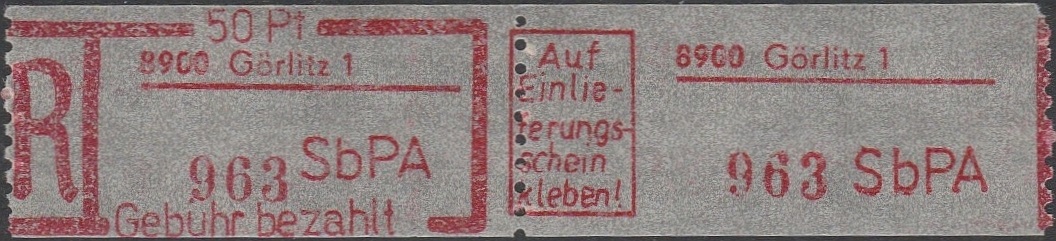 50 Pf
R
8900 Görlitz 1
963 SbPA
Gebühr bezahlt
Auf
Einlie-
ferungs-
schein
kleben!
8900 Görlitz 1
963 SbPA